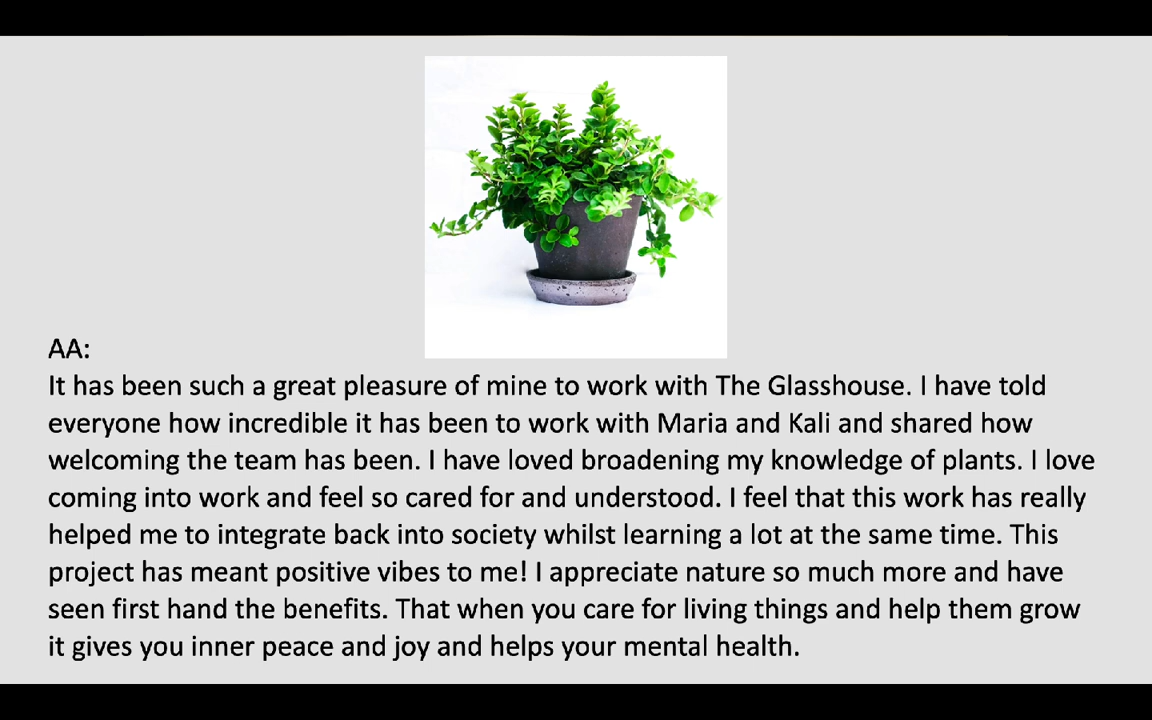 AA:
It has been such a great pleasure of mine to work with The Glasshouse. I have told
everyone how incredible it has been to work with Maria and Kali and shared how
welcoming the team has been. I have loved broadening my knowledge of plants. I love
coming into work and feel so cared for and understood. I feel that this work has really
helped me to integrate back into society whilst learning a lot at the same time. This
project has meant positive vibes to me! I appreciate nature so much more and have
seen first hand the benefits. That when you care for living things and help them grow
it gives you inner peace and joy and helps your mental health.